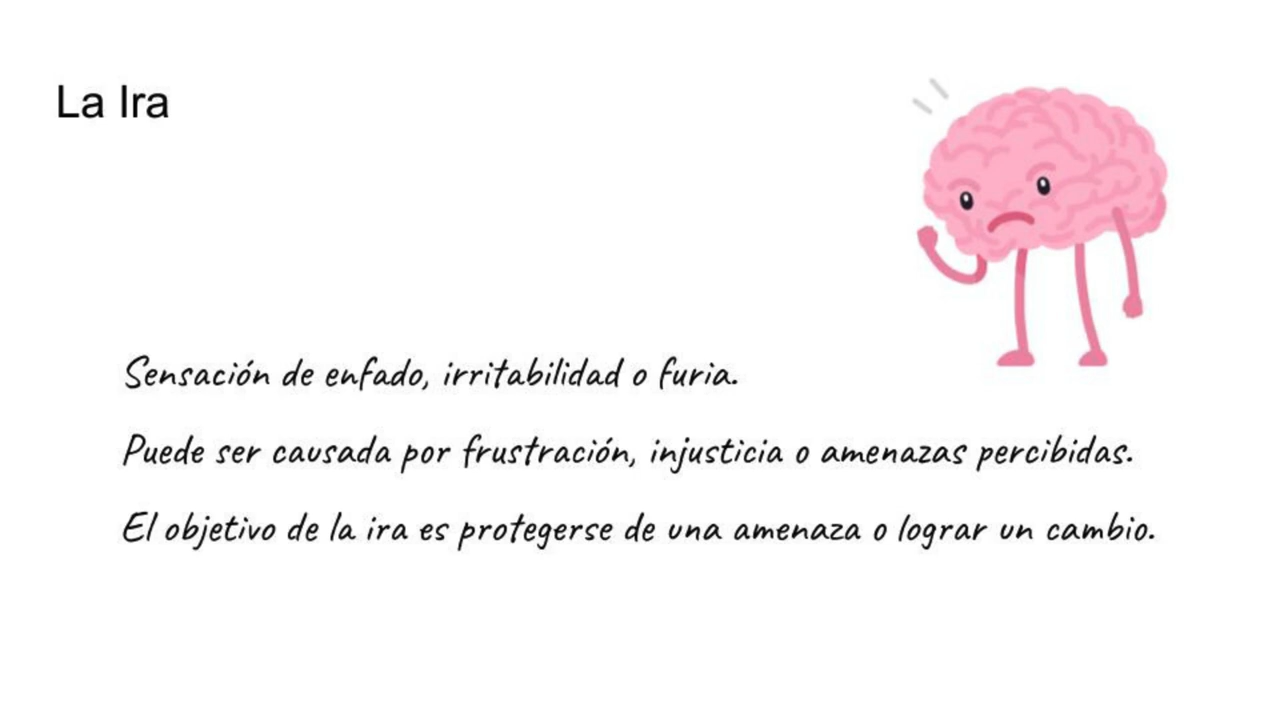 La Ira
Sensación de enfado, irritabilidad o furia.
Puede ser causada por frustración, injusticia o amenazas percibidas.
El objetivo de la ira es protegerse de una amenaza o lograr un cambio.